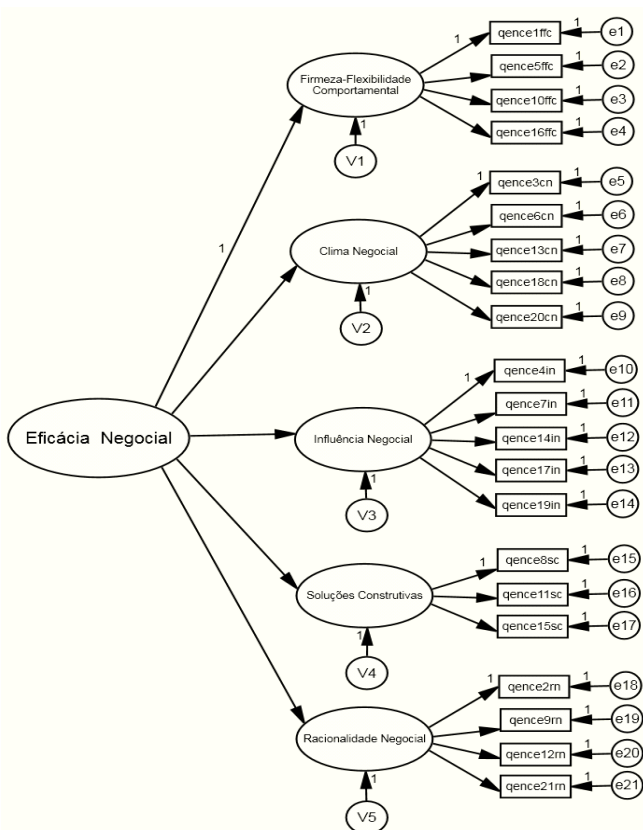 1 qence1ffc 1 e1
Firmeza-Flexibilidade
Comportamental
qence5ffc 1 e2
qence10ffc 1 e3
qence16ffc 1 e4
1
V1
1 qence3cn 1 e5
qence6cn 1 e6
1
Clima Negocial
qence13cn 1 e7
qence18cn 1 e8
qence20cn 1 e9
1
V2
1 qence4in 1 e10
qence7in 1 e11
Eficácia Negocial
Influência Negocial
qence14in 1 e12
qence17in 1 e13
qence19in 1 e14
1
V3
1 qence8sc 1 e15
Soluções Construtivas
qence11sc 1 e16
qence15sc 1 e17
1
V4
1 qence2rn 1 e18
qence9rn 1 e19
Racionalidade Negocial
qence12rn 1 e20
qence21rn 1 e21
1
V5